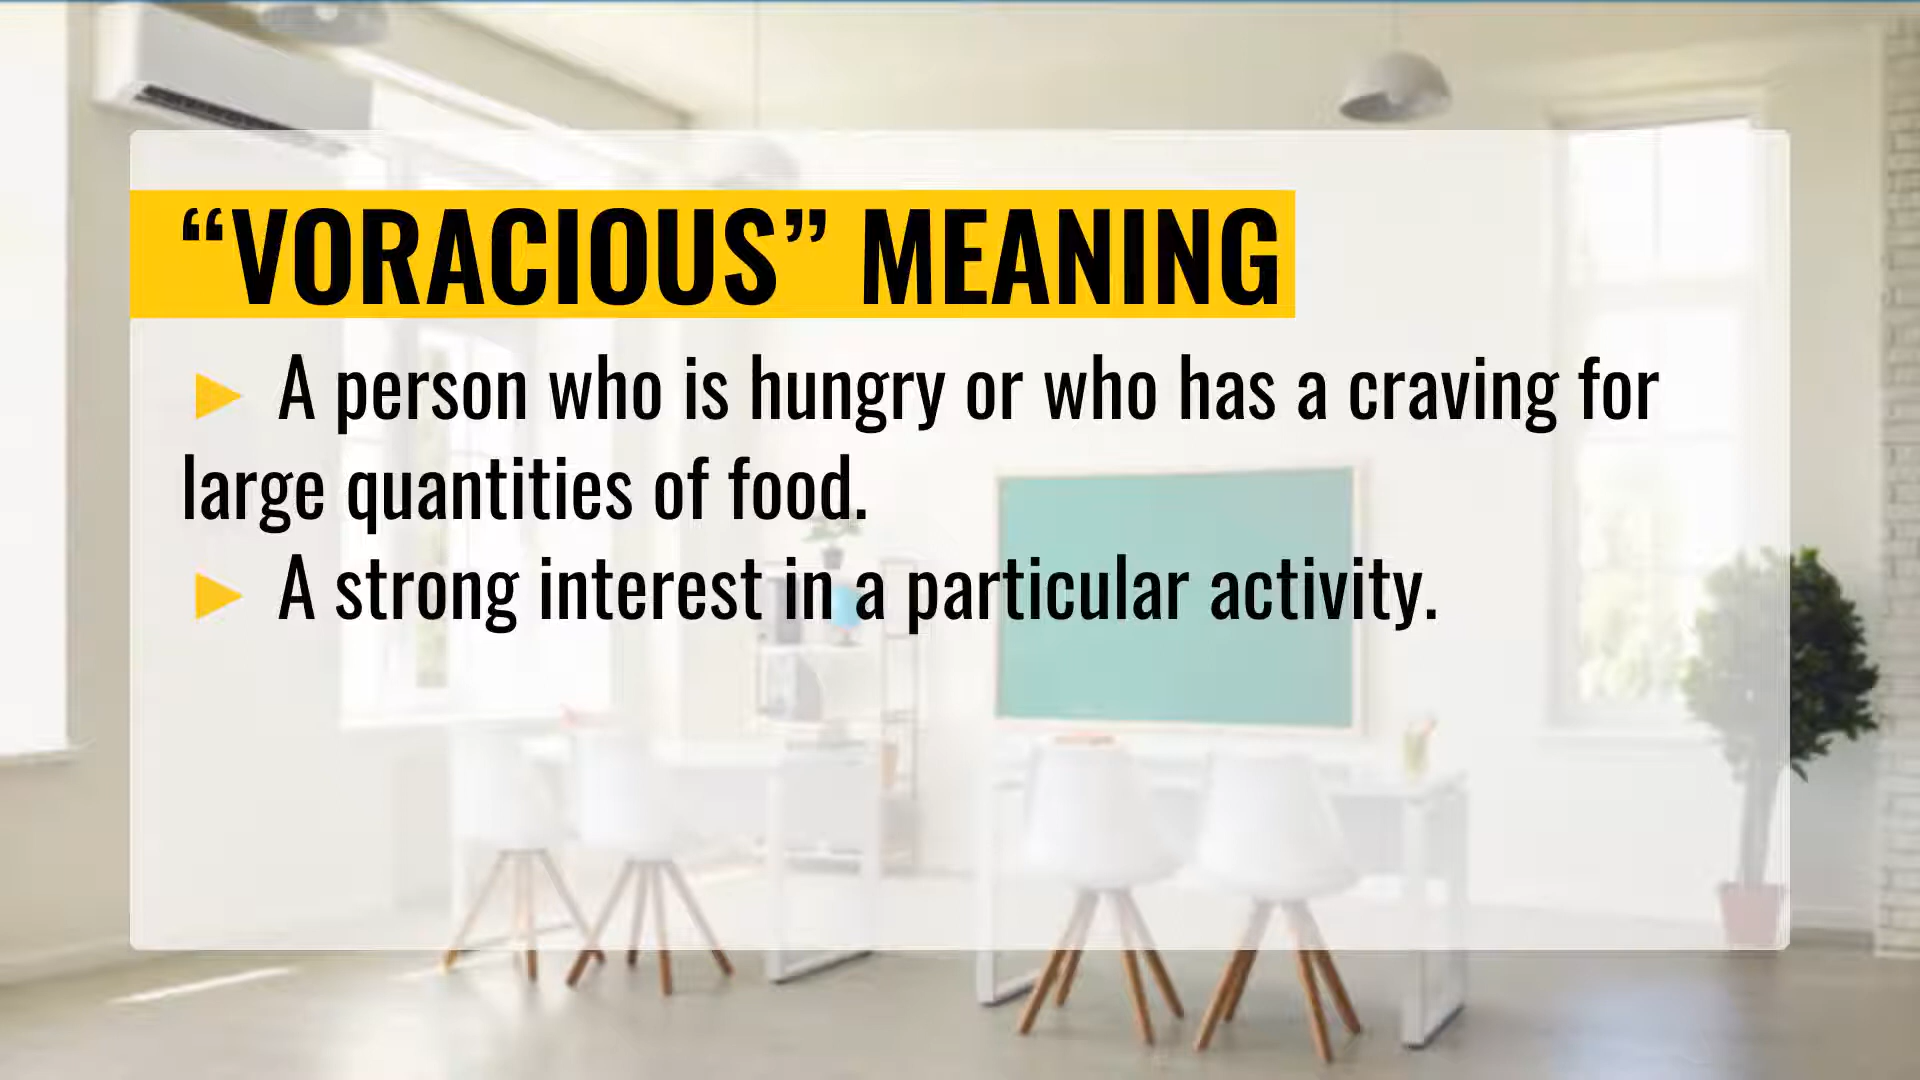 “VORACIOUS” MEANING
► A person who is hungry or who has a craving for
large quantities of food.
► A strong interest in a particular activity.